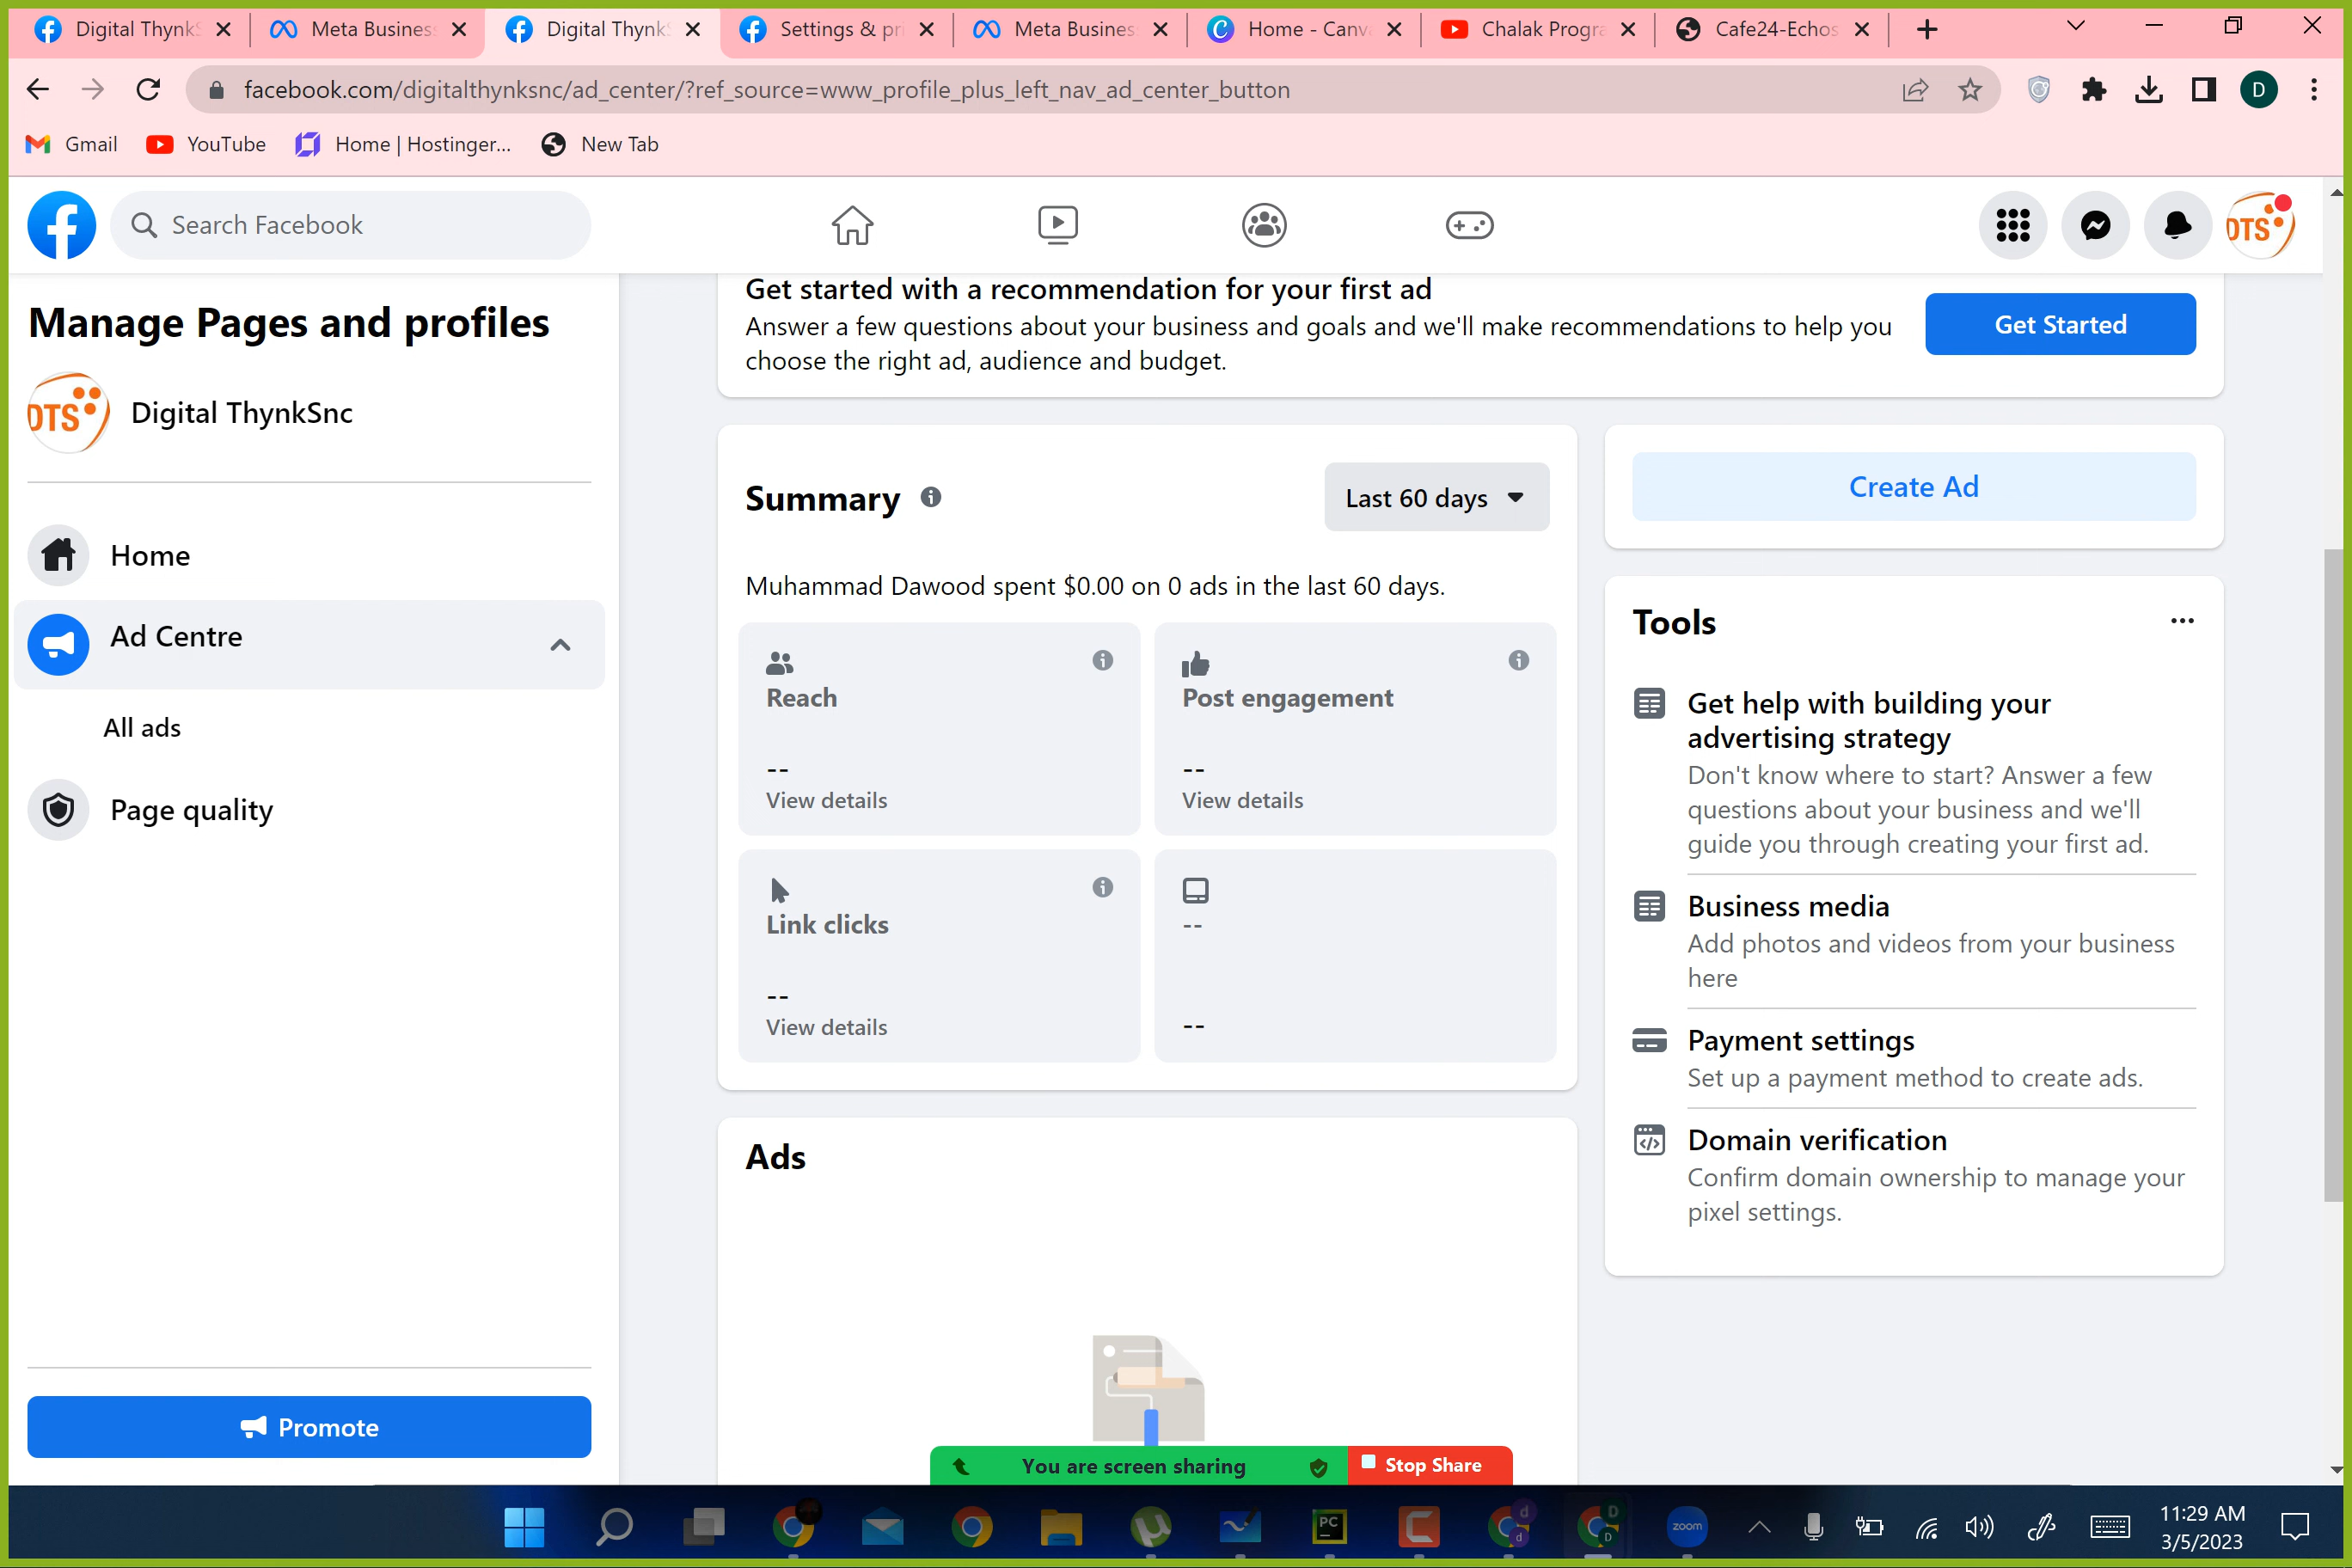 Digital ThynkS
Meta Busines
Digital ThynkS
Settings & pri
Meta Busines
Home - Canva
Chalak Progra
Cafe24-Echos
facebook.com/digitalthynksnc/ad_center/?ref_source=www_profile_plus_left_nav_ad_center_button
D
Gmail
YouTube
Home | Hostinger...
New Tab
Search Facebook
DTS
Manage Pages and profiles
DTS
Digital ThynkSnc
Home
Ad Centre
All ads
Page quality
Promote
Get started with a recommendation for your first ad
Answer a few questions about your business and goals and we'll make recommendations to help you
choose the right ad, audience and budget.
Get Started
Summary
Last 60 days
Muhammad Dawood spent $0.00 on 0 ads in the last 60 days.
Reach
--
View details
Post engagement
--
View details
Link clicks
--
View details
--
--
Ads
Create Ad
Tools
Get help with building your
advertising strategy
Don't know where to start? Answer a few
questions about your business and we'll
guide you through creating your first ad.
Business media
Add photos and videos from your business
here
Payment settings
Set up a payment method to create ads.
Domain verification
Confirm domain ownership to manage your
pixel settings.
You are screen sharing
Stop Share
PC
d
d
D
D
zoom
11:29 AM
3/5/2023